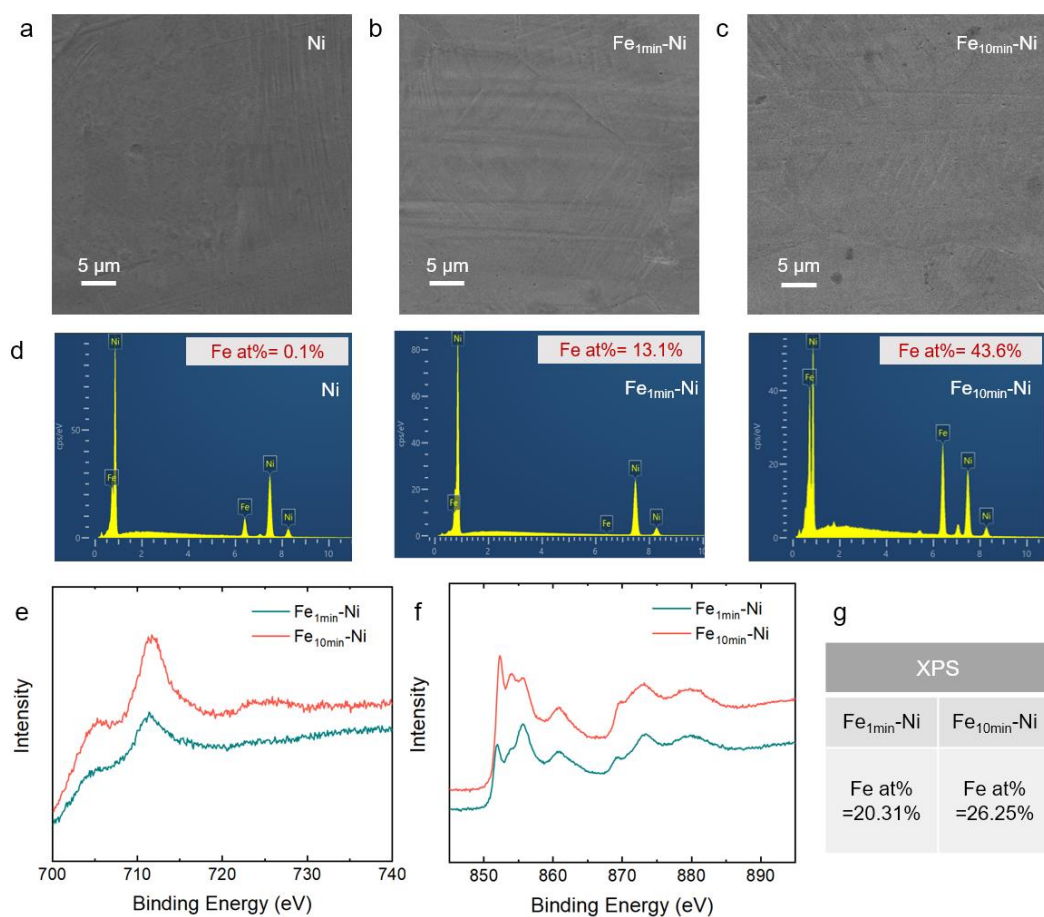 a
Ni
5 µm
b
Fe1min-Ni
5 µm
c
Fe10min-Ni
5 µm
d
Fe at%= 0.1%
Ni
Ni
Fe
Fe
Ni
Ni
50
0
cps/eV
0 2 4 6 8 10
Fe at%= 13.1%
Fe1min-Ni
Ni
Fe
Fe
Ni
Ni
80
60
40
20
0
cps/eV
0 2 4 6 8 10
Fe at%= 43.6%
Fe10min-Ni
Ni
Fe
Fe
Ni
Ni
40
20
0
cps/eV
0 2 4 6 8 10
e
Fe1min-Ni
Fe10min-Ni
Intensity
700 710 720 730 740
Binding Energy (eV)
f
Fe1min-Ni
Fe10min-Ni
Intensity
850 860 870 880 890
Binding Energy (eV)
g
XPS
Fe1min-Ni Fe10min-Ni
Fe at% Fe at%
=20.31% =26.25%